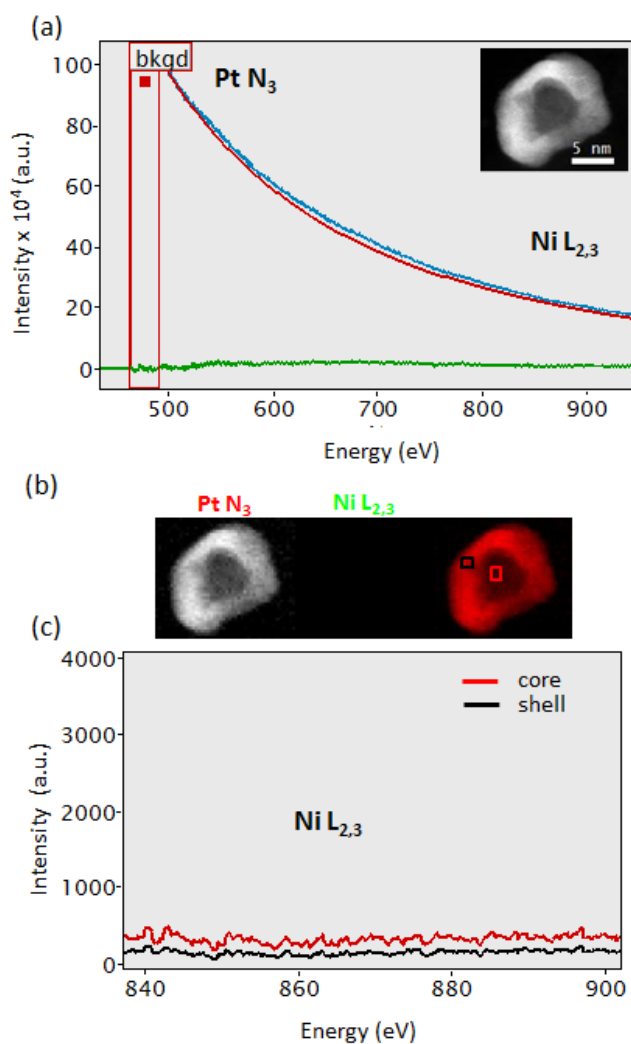 (a)
bkgd
Pt N₃
5 nm
Ni L₂,₃
Intensity x 10⁴ (a.u.)
100
80
60
40
20
0
500 600 700 800 900
Energy (eV)
(b)
Pt N₃ Ni L₂,₃
(c)
4000
3000
2000
1000
0
Intensity (a.u.)
core
shell
Ni L₂,₃
840 860 880 900
Energy (eV)